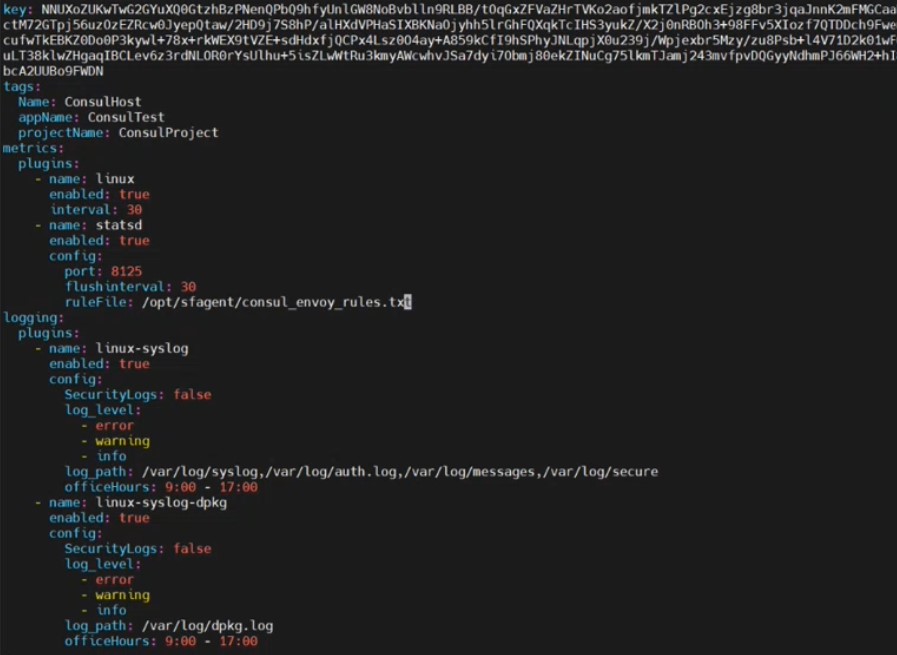 key: NNUXoZUKwTwG2GYuXQ0GtzhBzPNenQPbQ9hfyUnlGW8NoBvblln9RLBB/tOqGxZFVaZHrTVKo2aofjmkTZlPg2cxEjzg8br3jqaJnnK2mFMGCaa
ctM72GTpj56uzOzEZRcw0JyepQtaw/2HD9j7S8hP/alHXdVPHaSIXBKNaOjyhh5lrGhFQXqkTcIHS3yukZ/X2j0nRBOh3+98FFv5XIozf7QTDDch9Fwe
cufwTkEBKZ0Do0P3kywl+78x+rkWEX9tVZE+sdHdxfjQCPx4Lsz0O4ay+A859kCfI9hSPhyJNLqpjX0u239j/Wpjexbr5Mzy/zu8Psb+l4V71D2k01wF
uLT38klwZHgaqIBCLev6z3rdNLOR0rYsUlhu+5isZLwWtRu3kmyAWcwhvJSa7dyi7Obmj80ekZINuCg75lkmTJamj243mvfpvDQGyyNdhmPJ66WH2+hI
bcA2UUBo9FWDN
tags:
  Name: ConsulHost
  appName: ConsulTest
  projectName: ConsulProject
metrics:
  plugins:
    - name: linux
      enabled: true
      interval: 30
    - name: statsd
      enabled: true
      config:
        port: 8125
        flushinterval: 30
        ruleFile: /opt/sfagent/consul_envoy_rules.txt
logging:
  plugins:
    - name: linux-syslog
      enabled: true
      config:
        SecurityLogs: false
        log_level:
          - error
          - warning
          - info
        log_path: /var/log/syslog,/var/log/auth.log,/var/log/messages,/var/log/secure
        officeHours: 9:00 - 17:00
    - name: linux-syslog-dpkg
      enabled: true
      config:
        SecurityLogs: false
        log_level:
          - error
          - warning
          - info
        log_path: /var/log/dpkg.log
        officeHours: 9:00 - 17:00